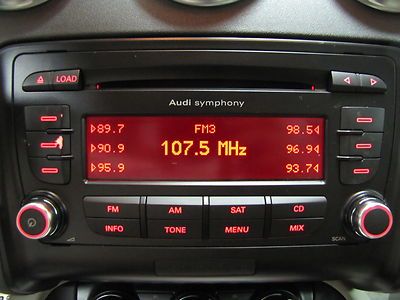 LOAD
Audi symphony
89.7 FM3 98.5
90.9 107.5 MHz 96.9
95.9 93.7
FM AM SAT CD
INFO TONE MENU MIX
SCAN